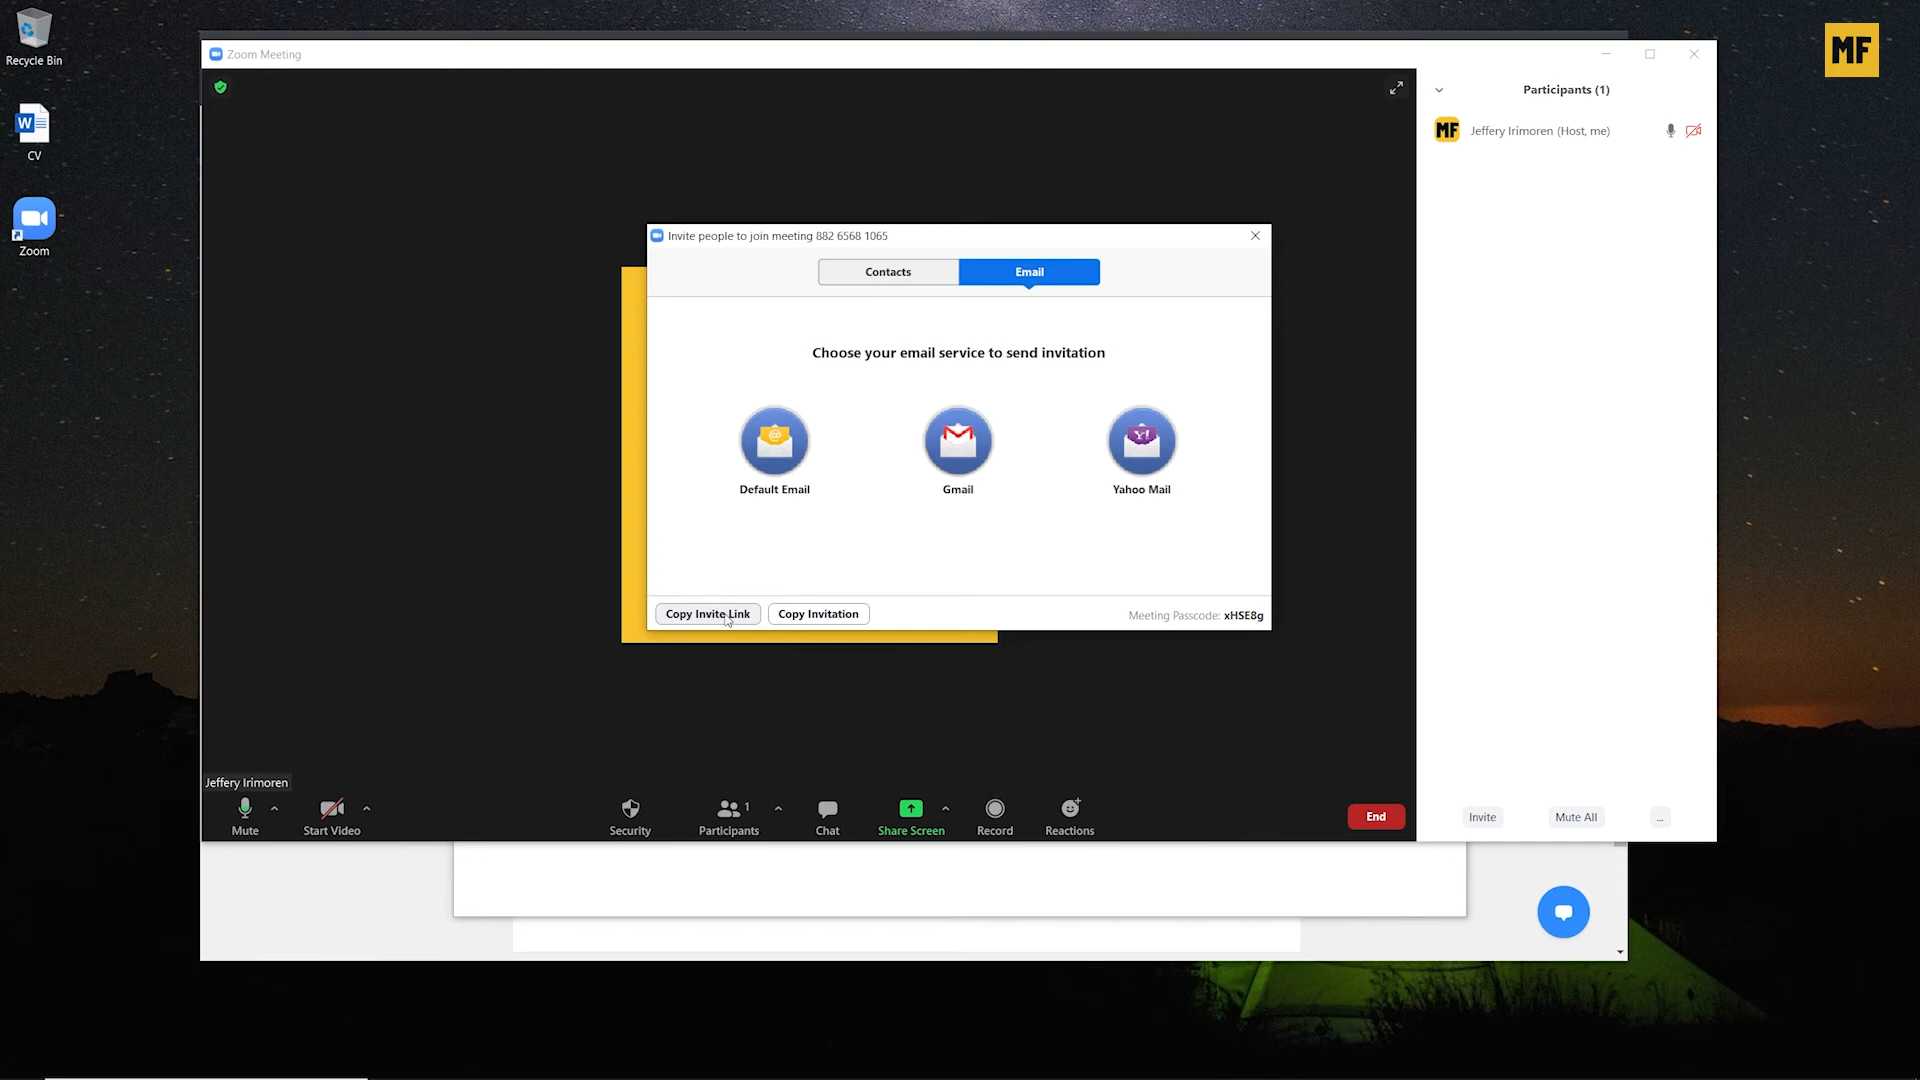 Recycle Bin
CV
Zoom
MF
Zoom Meeting
Participants (1)
MF Jeffery Irimoren (Host, me)
Invite people to join meeting 882 6568 1065
Contacts Email
Choose your email service to send invitation
Default Email Gmail Yahoo Mail
Copy Invite Link Copy Invitation Meeting Passcode: xHSE8g
Jeffery Irimoren
Mute Start Video Security Participants 1 Chat Share Screen Record Reactions End
Invite Mute All ...